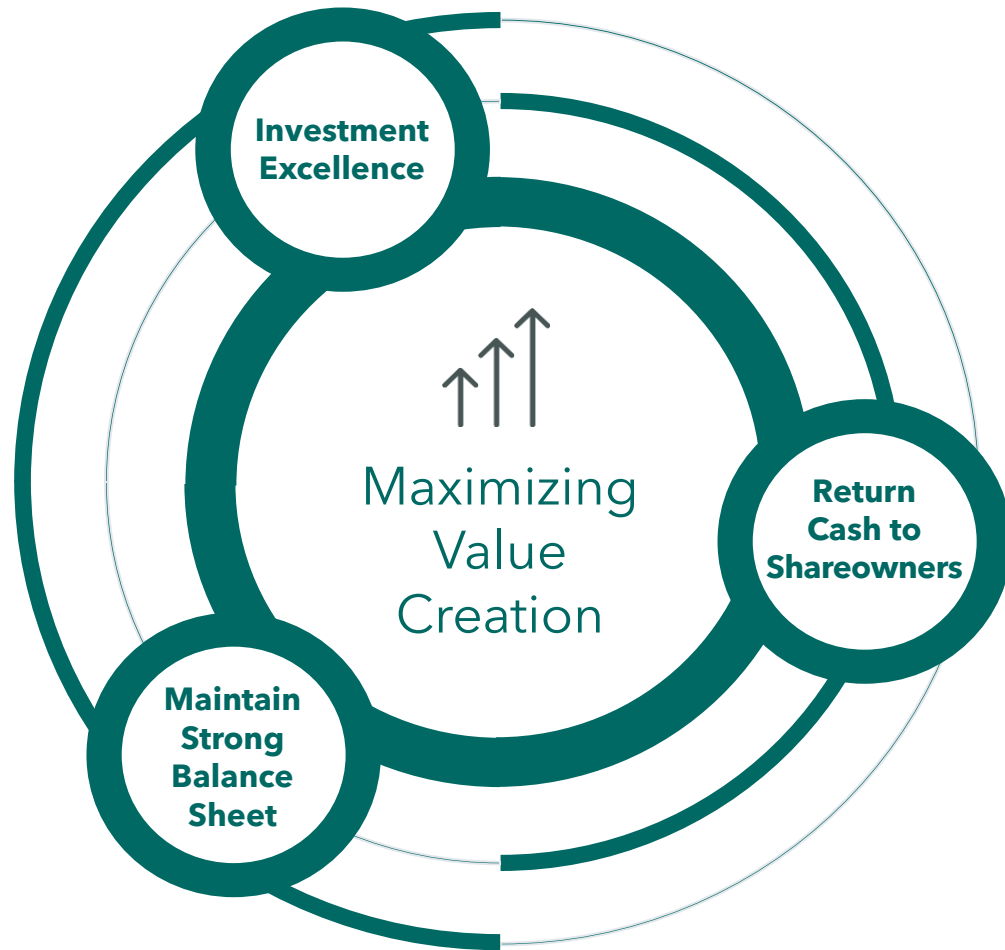 Investment
Excellence
Maximizing
Value
Creation
Return
Cash to
Shareowners
Maintain
Strong
Balance
Sheet